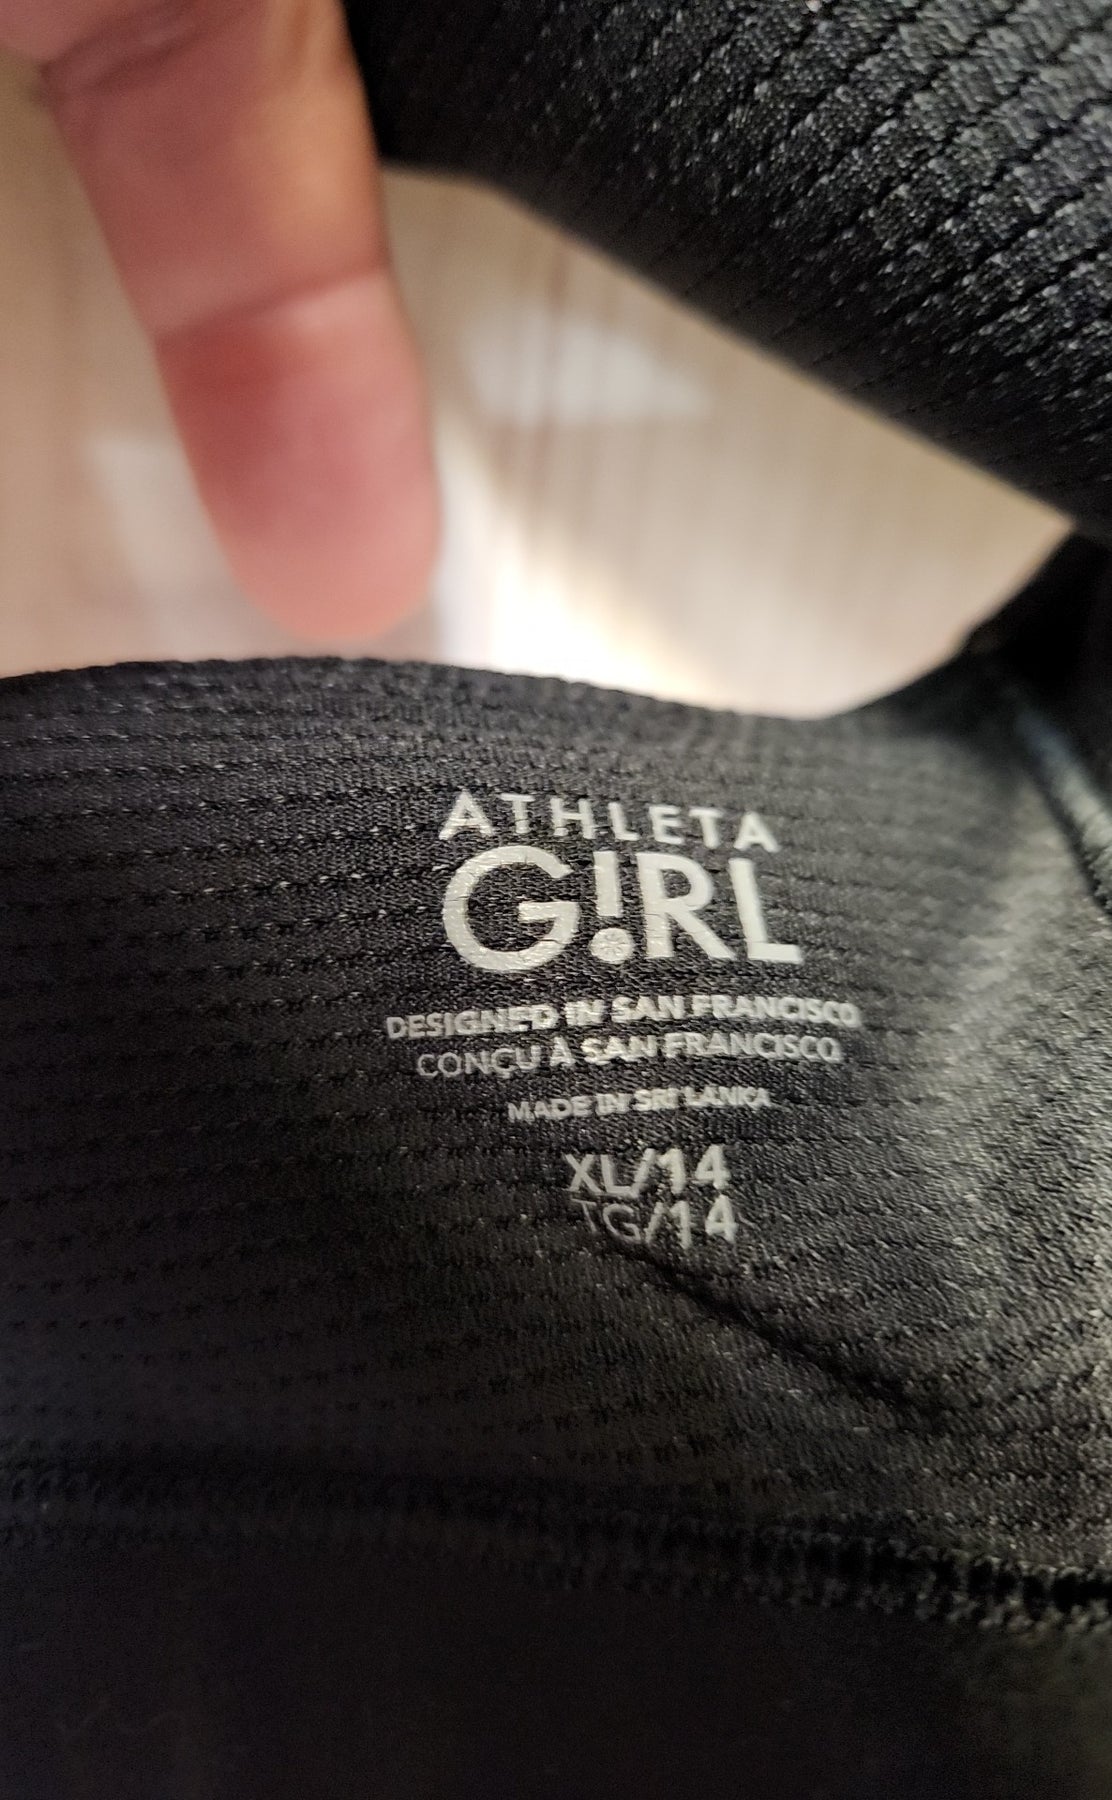 ATHLETA
G!RL
DESIGNED IN SAN FRANCISCO
CONÇU À SAN FRANCISCO
MADE IN SRI LANKA
XL/14
TG/14